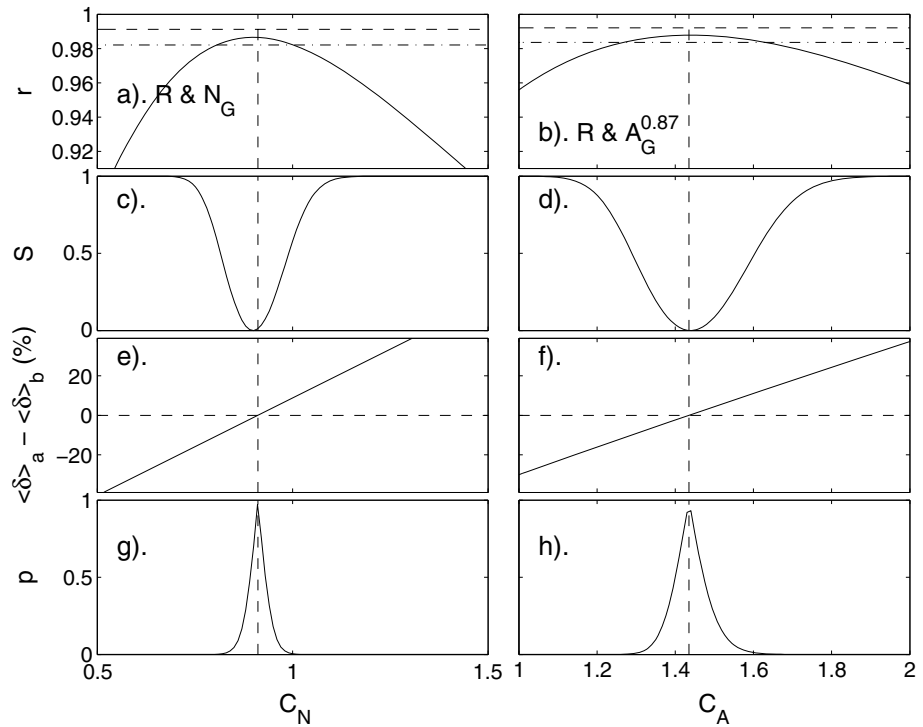 1
0.98
0.96
0.94
0.92
r
a). R & N_G
b). R & A_G^0.87
1
0.5
0
S
c).
d).
20
0
−20
<δ>_a − <δ>_b (%)
e).
f).
1
0.5
0
p
g).
h).
0.5 1 1.5
C_N
1 1.2 1.4 1.6 1.8 2
C_A